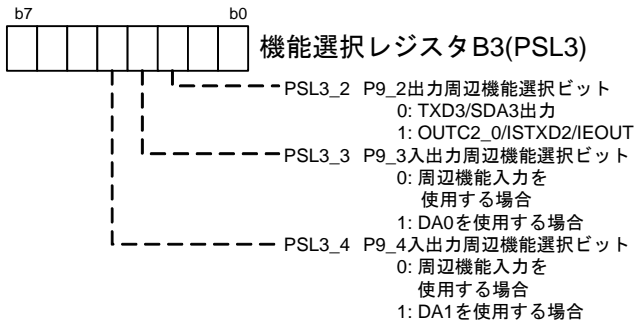 b7 b0
機能選択レジスタB3(PSL3)
PSL3_2 P9_2出力周辺機能選択ビット
0: TXD3/SDA3出力
1: OUTC2_0/ISTXD2/IEOUT
PSL3_3 P9_3入出力周辺機能選択ビット
0: 周辺機能入力を
使用する場合
1: DA0を使用する場合
PSL3_4 P9_4入出力周辺機能選択ビット
0: 周辺機能入力を
使用する場合
1: DA1を使用する場合